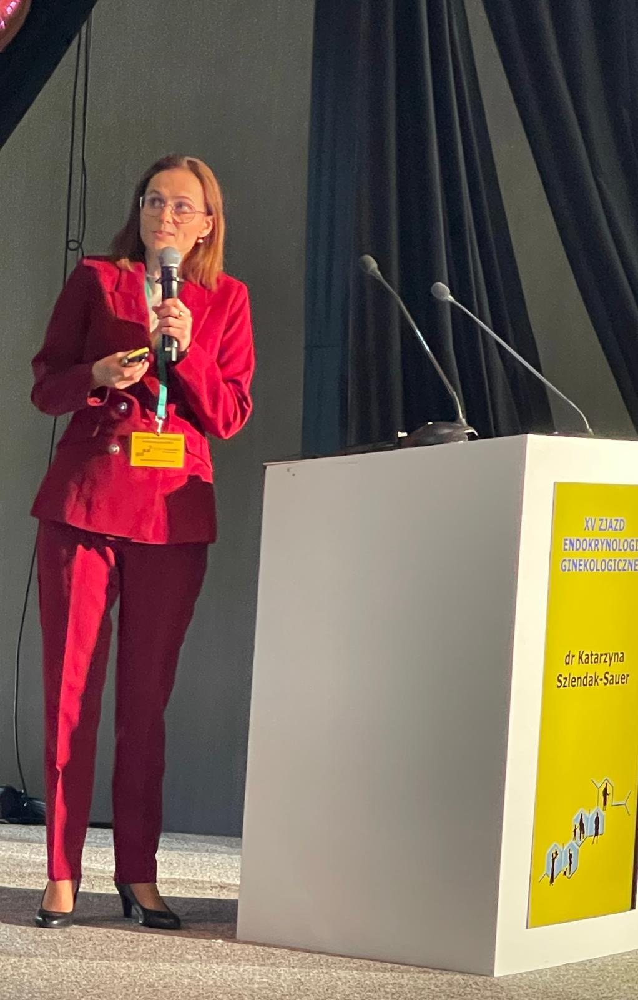 XV ZJAZD
ENDOKRYNOLOGI
GINEKOLOGICZNE
dr Katarzyna
Szlendak-Sauer